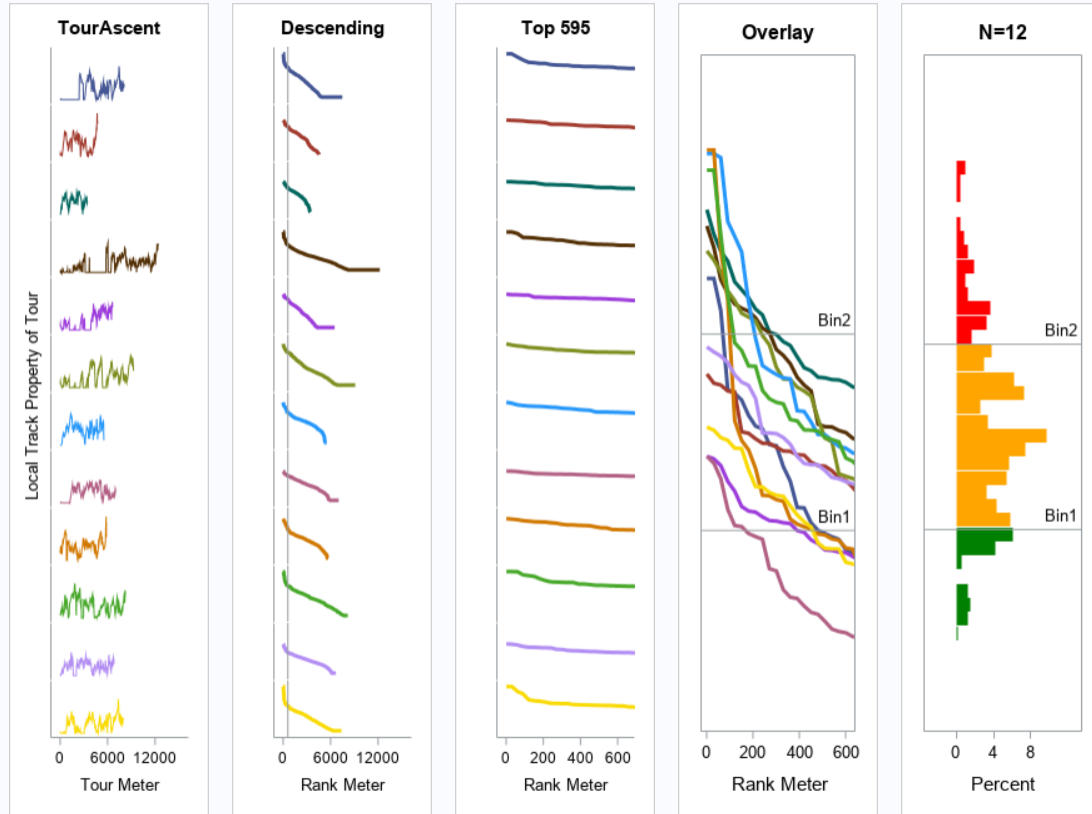 TourAscent
Descending
Top 595
Overlay
N=12
Local Track Property of Tour
Bin2
Bin1
Bin2
Bin1
0 6000 12000
0 6000 12000
0 200 400 600
0 200 400 600
0 4 8
Tour Meter
Rank Meter
Rank Meter
Rank Meter
Percent